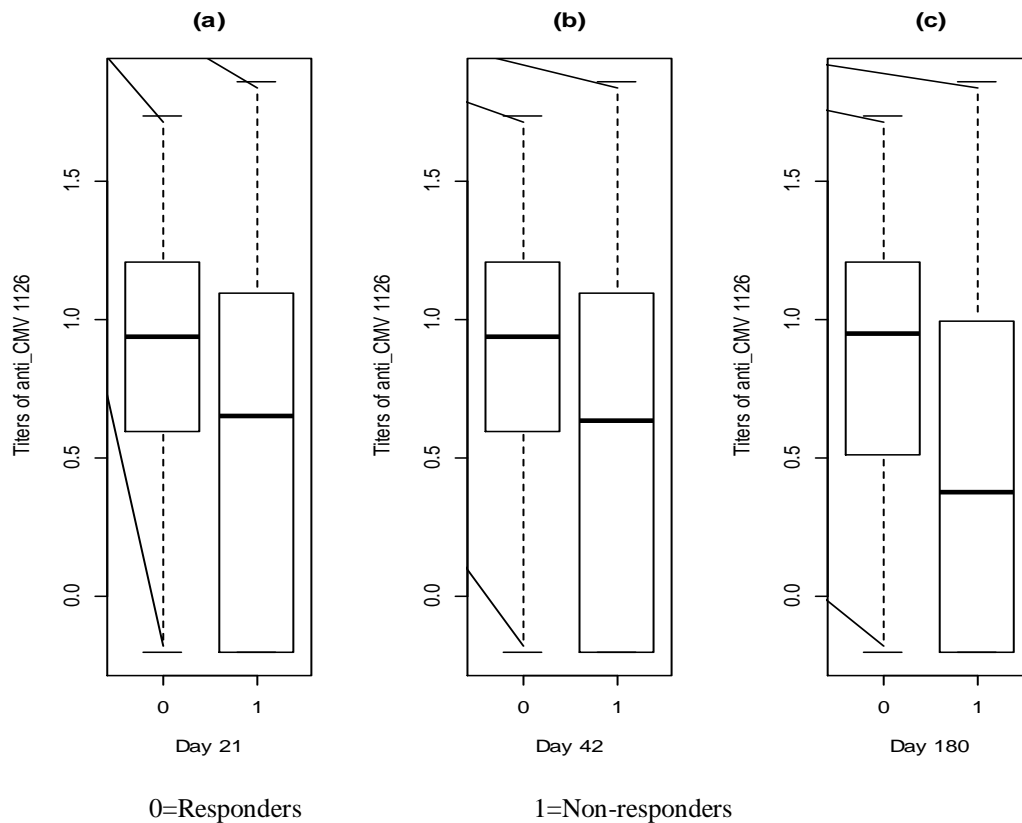 (a) (b) (c)
Titers of anti_CMV 1126
1.5
1.0
0.5
0.0
0 1
Day 21
Titers of anti_CMV 1126
1.5
1.0
0.5
0.0
0 1
Day 42
Titers of anti_CMV 1126
1.5
1.0
0.5
0.0
0 1
Day 180
0=Responders 1=Non-responders